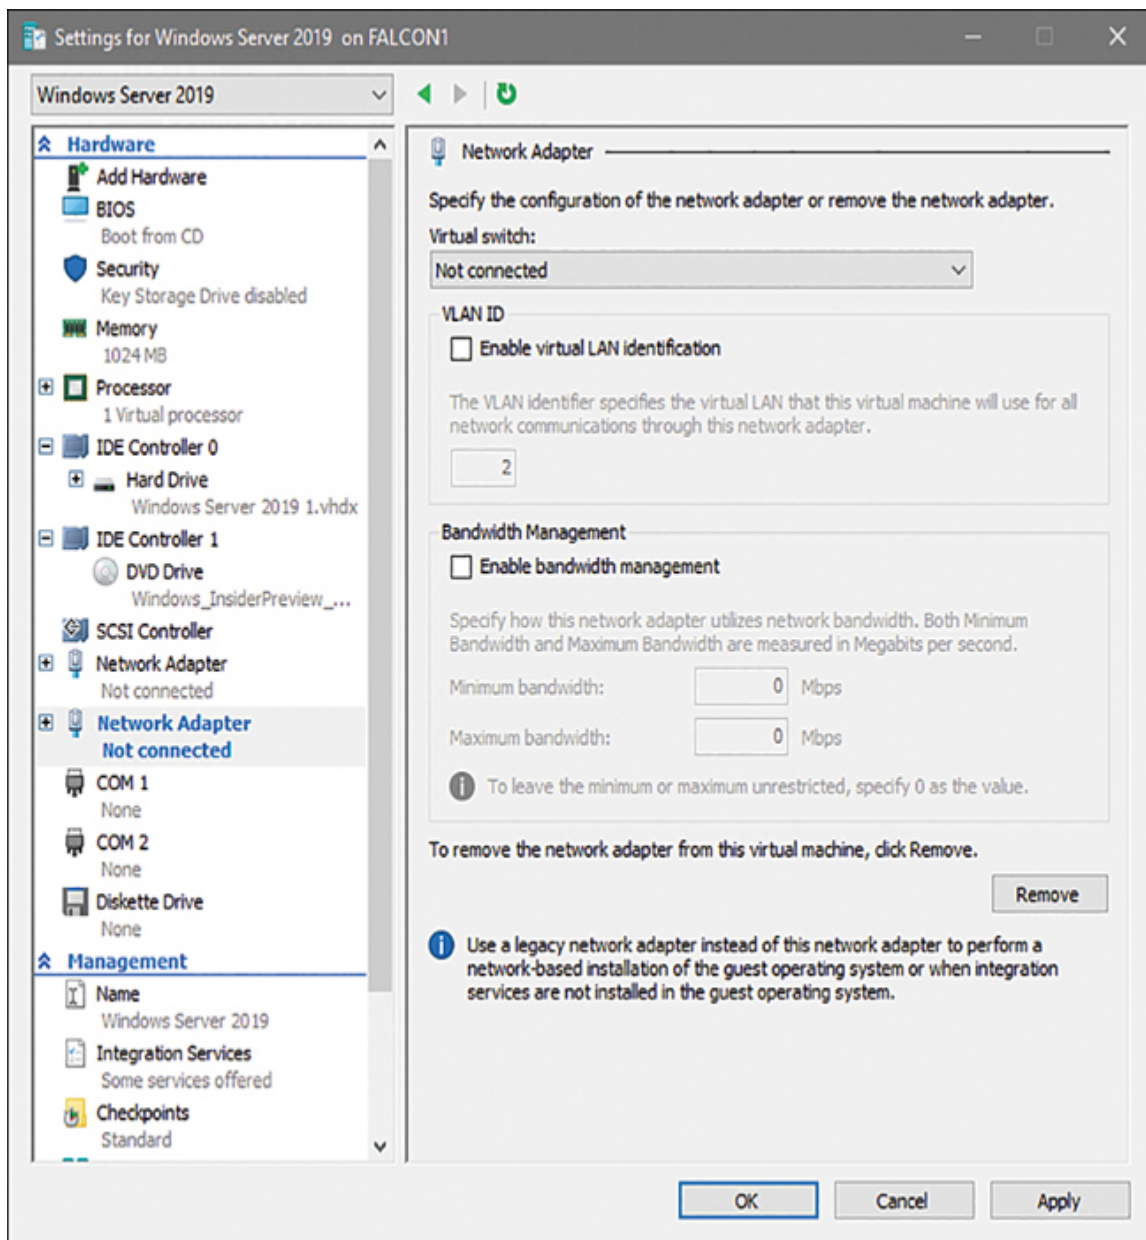 Settings for Windows Server 2019 on FALCON1
Windows Server 2019
Hardware
Add Hardware
BIOS
Boot from CD
Security
Key Storage Drive disabled
Memory
1024 MB
Processor
1 Virtual processor
IDE Controller 0
Hard Drive
Windows Server 2019 1.vhdx
IDE Controller 1
DVD Drive
Windows_InsiderPreview_...
SCSI Controller
Network Adapter
Not connected
Network Adapter
Not connected
COM 1
None
COM 2
None
Diskette Drive
None
Management
Name
Windows Server 2019
Integration Services
Some services offered
Checkpoints
Standard
Network Adapter
Specify the configuration of the network adapter or remove the network adapter.
Virtual switch:
Not connected
VLAN ID
Enable virtual LAN identification
The VLAN identifier specifies the virtual LAN that this virtual machine will use for all
network communications through this network adapter.
2
Bandwidth Management
Enable bandwidth management
Specify how this network adapter utilizes network bandwidth. Both Minimum
Bandwidth and Maximum Bandwidth are measured in Megabits per second.
Minimum bandwidth: 0 Mbps
Maximum bandwidth: 0 Mbps
To leave the minimum or maximum unrestricted, specify 0 as the value.
To remove the network adapter from this virtual machine, click Remove.
Remove
Use a legacy network adapter instead of this network adapter to perform a
network-based installation of the guest operating system or when integration
services are not installed in the guest operating system.
OK Cancel Apply